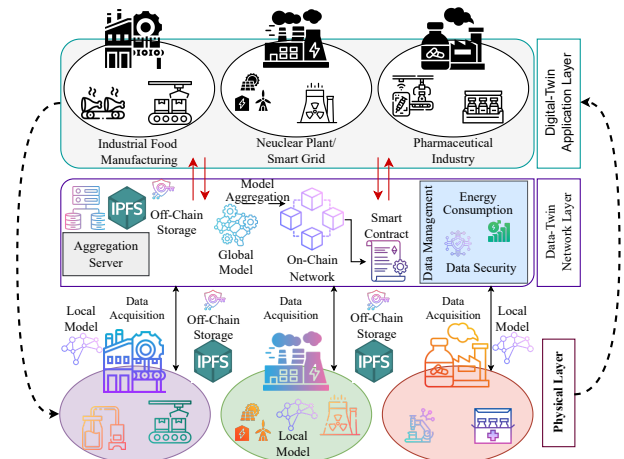 Industrial Food
Manufacturing
Neuclear Plant/
Smart Grid
Pharmaceutical
Industry
Digital-Twin
Application Layer
IPFS
Off-Chain
Storage
Aggregation
Server
Model
Aggregation
Global
Model
On-Chain
Network
Smart
Contract
Data Management
Energy
Consumption
Data Security
Data-Twin
Network Layer
Local
Model
Data
Acquisition
Off-Chain
Storage
IPFS
Data
Acquisition
Off-Chain
Storage
IPFS
Data
Acquisition
Local
Model
Local
Model
Physical Layer